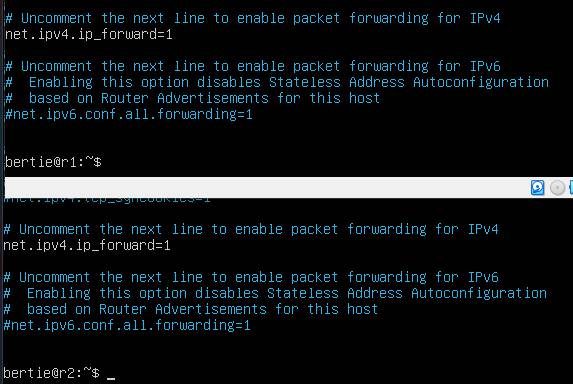 # Uncomment the next line to enable packet forwarding for IPv4
net.ipv4.ip_forward=1
# Uncomment the next line to enable packet forwarding for IPv6
#  Enabling this option disables Stateless Address Autoconfiguration
#  based on Router Advertisements for this host
#net.ipv6.conf.all.forwarding=1
bertie@r1:~$
#net.ipv4.tcp_syncookies=1
# Uncomment the next line to enable packet forwarding for IPv4
net.ipv4.ip_forward=1
# Uncomment the next line to enable packet forwarding for IPv6
#  Enabling this option disables Stateless Address Autoconfiguration
#  based on Router Advertisements for this host
#net.ipv6.conf.all.forwarding=1
bertie@r2:~$ _